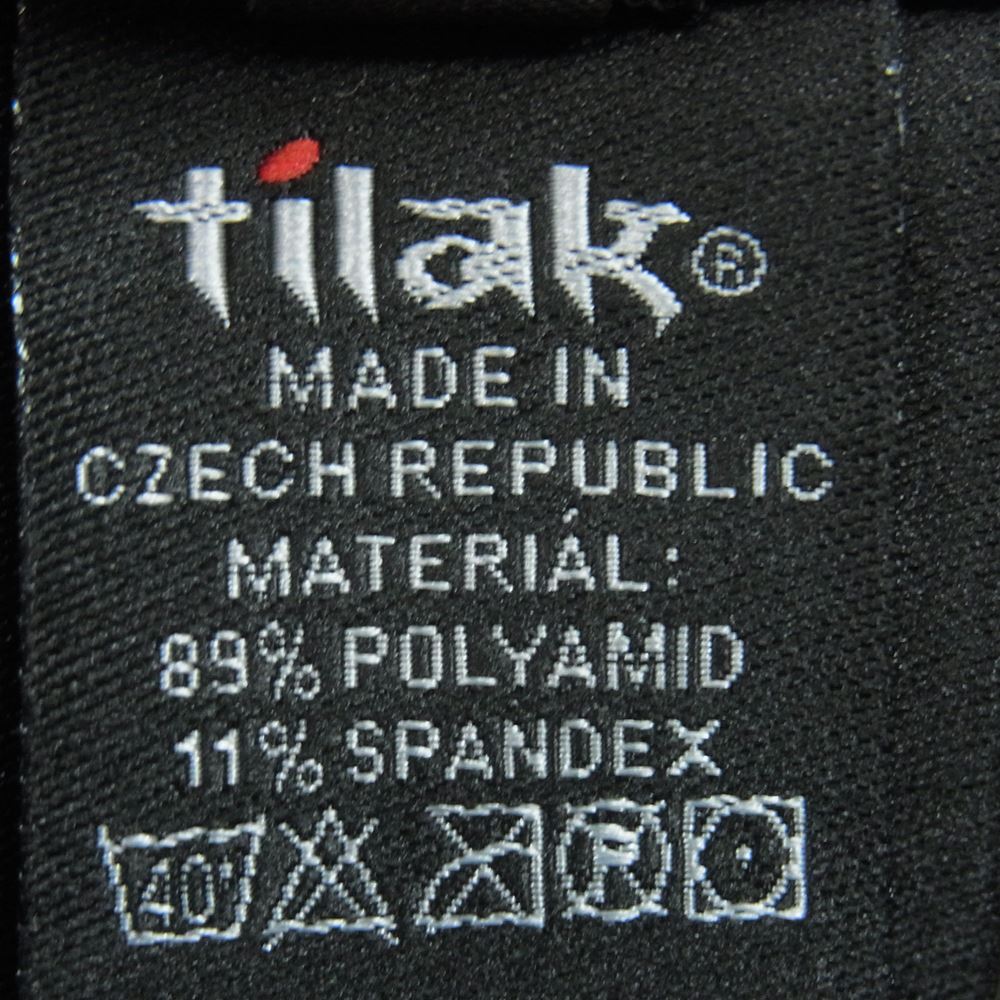 tilak®
MADE IN
CZECH REPUBLIC
MATERIÁL:
89% POLYAMID
11% SPANDEX
40° P